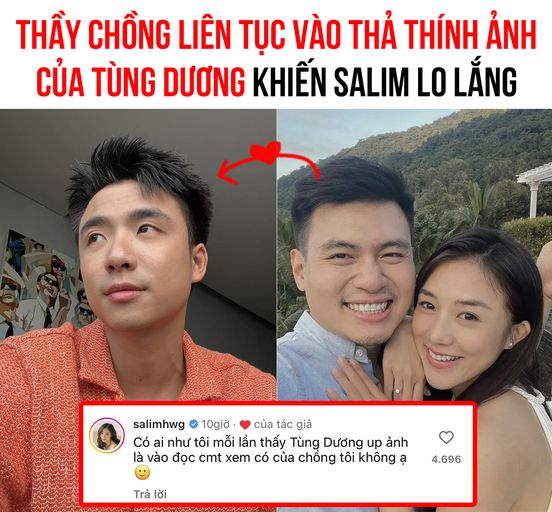 THẤY CHỒNG LIÊN TỤC VÀO THẢ THÍNH ẢNH
CỦA TÙNG DƯƠNG KHIẾN SALIM LO LẮNG
salimhwg 10giờ · của tác giả
Có ai như tôi mỗi lần thấy Tùng Dương up ảnh
là vào đọc cmt xem có của chồng tôi không ạ
4.696
Trả lời